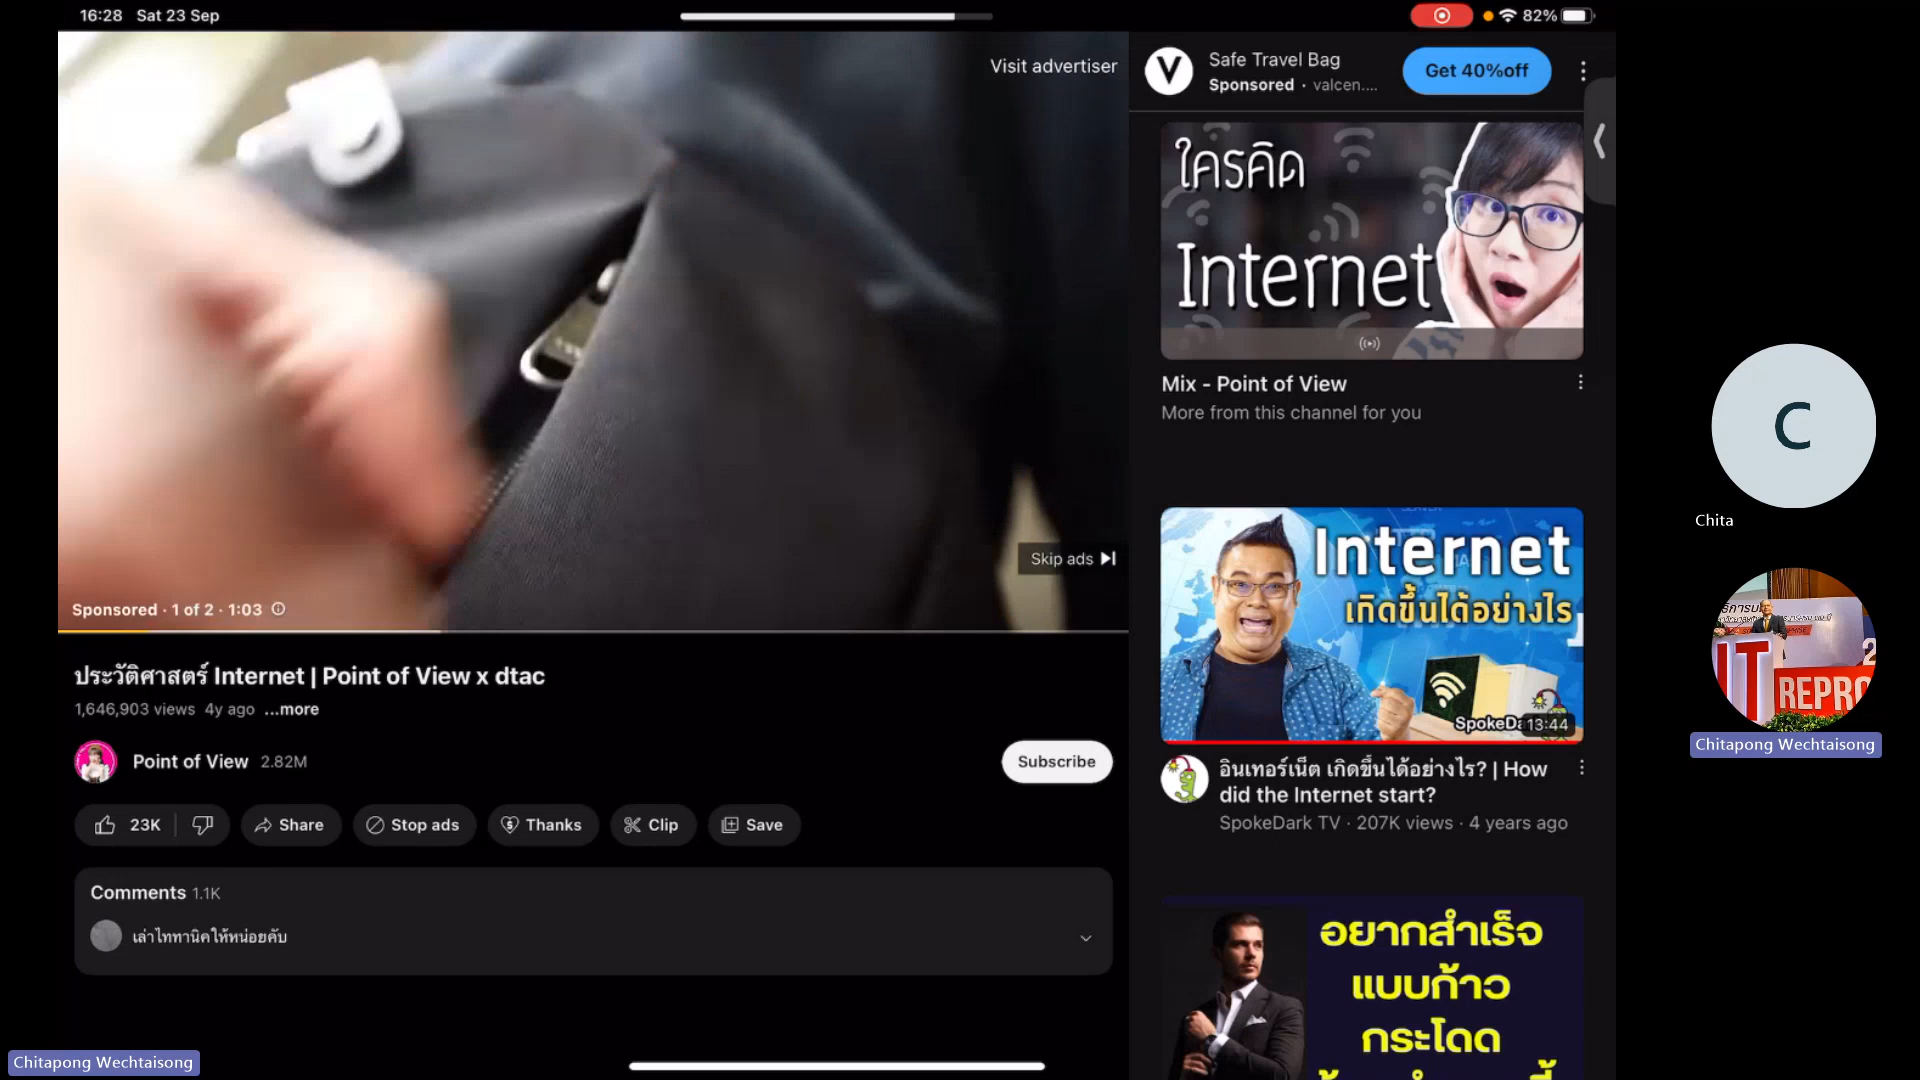 16:28 Sat 23 Sep
82%
Visit advertiser
Skip ads
Sponsored · 1 of 2 · 1:03
ประวัติศาสตร์ Internet | Point of View x dtac
1,646,903 views 4y ago ...more
Point of View 2.82M
Subscribe
23K
Share
Stop ads
Thanks
Clip
Save
Comments 1.1K
เล่าไททานิคให้หน่อยคับ
V
Safe Travel Bag
Sponsored · valcen....
Get 40%off
ใครคิด
Internet
Mix - Point of View
More from this channel for you
Internet
เกิดขึ้นได้อย่างไร
SpokeDa
13:44
อินเทอร์เน็ต เกิดขึ้นได้อย่างไร? | How
did the Internet start?
SpokeDark TV · 207K views · 4 years ago
อยากสำเร็จ
แบบก้าว
กระโดด
C
Chita
IT
REPRO
Chitapong Wechtaisong
Chitapong Wechtaisong